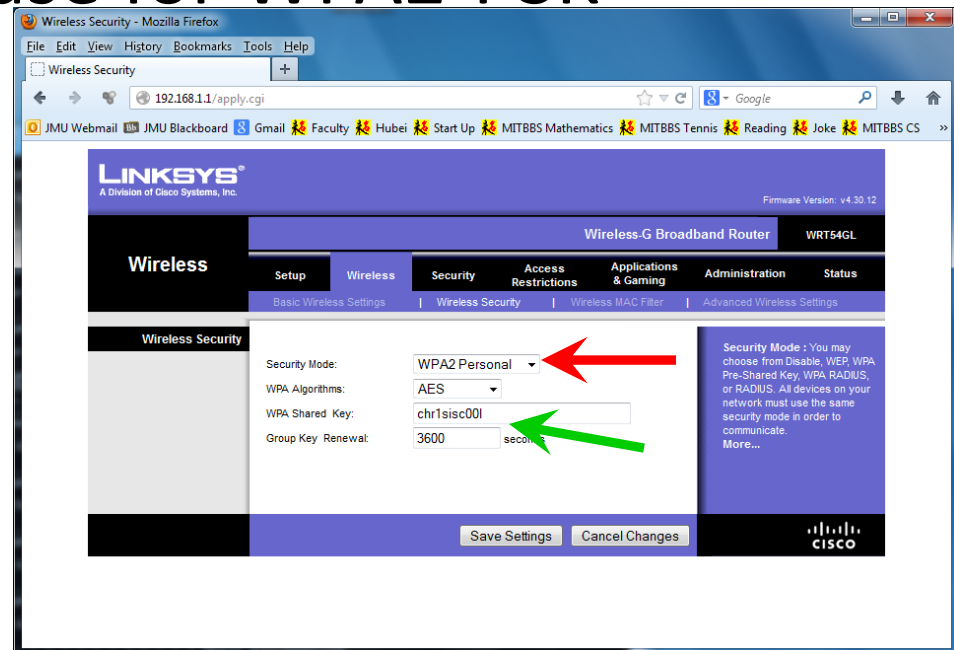 for WPA2-PSK
Wireless Security - Mozilla Firefox
File Edit View History Bookmarks Tools Help
Wireless Security +
192.168.1.1/apply.cgi Google
JMU Webmail JMU Blackboard Gmail Faculty Hubei Start Up MITBBS Mathematics MITBBS Tennis Reading Joke MITBBS CS »
LINKSYS®
A Division of Cisco Systems, Inc.
Firmware Version: v4.30.12
Wireless-G Broadband Router WRT54GL
Wireless
Setup Wireless Security Access Restrictions Applications & Gaming Administration Status
Basic Wireless Settings | Wireless Security | Wireless MAC Filter | Advanced Wireless Settings
Wireless Security
Security Mode: WPA2 Personal
WPA Algorithms: AES
WPA Shared Key: chr1sisc00l
Group Key Renewal: 3600 seconds
Security Mode : You may
choose from Disable, WEP, WPA
Pre-Shared Key, WPA RADIUS,
or RADIUS. All devices on your
network must use the same
security mode in order to
communicate.
More...
Save Settings Cancel Changes
CISCO